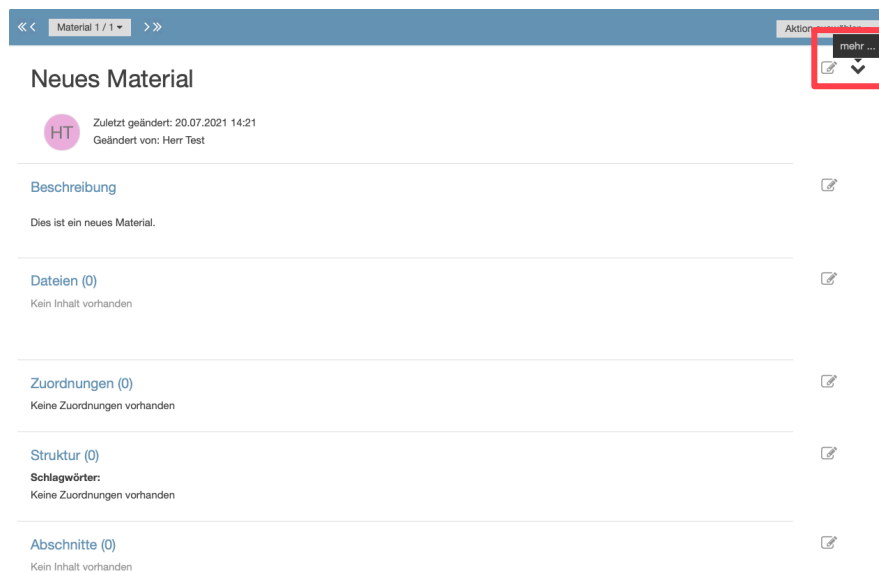 Material 1 / 1
Aktion
mehr ...
Neues Material
HT
Zuletzt geändert: 20.07.2021 14:21
Geändert von: Herr Test
Beschreibung
Dies ist ein neues Material.
Dateien (0)
Kein Inhalt vorhanden
Zuordnungen (0)
Keine Zuordnungen vorhanden
Struktur (0)
Schlagwörter:
Keine Zuordnungen vorhanden
Abschnitte (0)
Kein Inhalt vorhanden